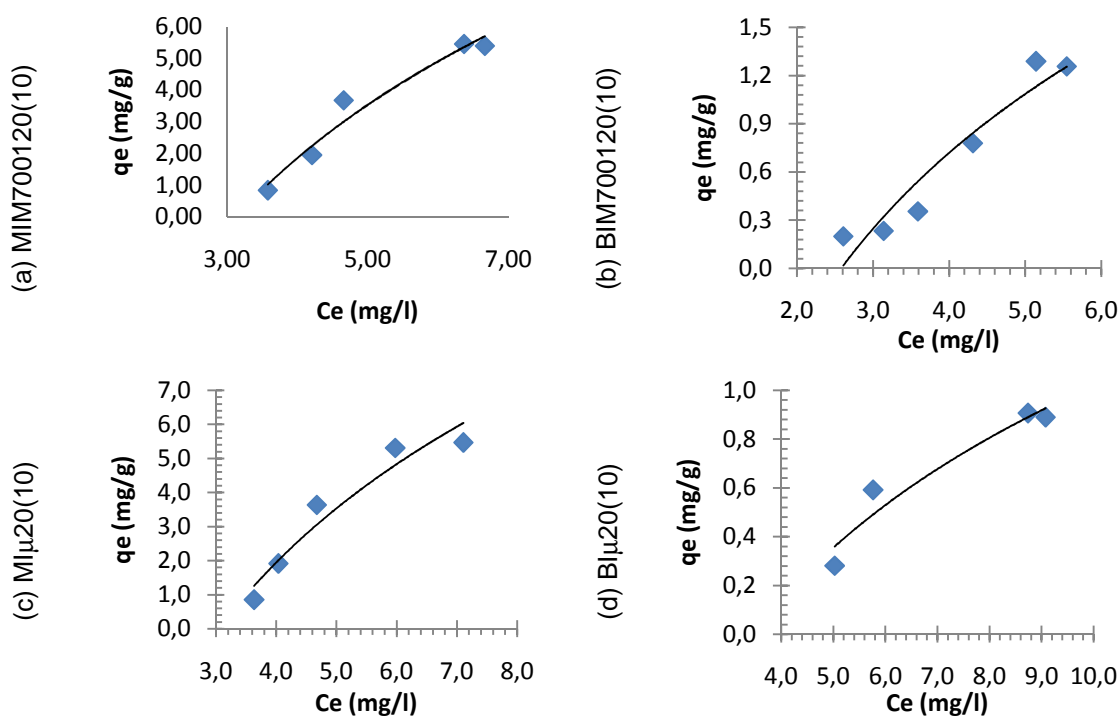 (a) MIM700120(10)
qe (mg/g)
6,00
5,00
4,00
3,00
2,00
1,00
0,00
3,00 5,00 7,00
Ce (mg/l)
(b) BIM700120(10)
qe (mg/g)
1,5
1,2
0,9
0,6
0,3
0,0
2,0 3,0 4,0 5,0 6,0
Ce (mg/l)
(c) MIµ20(10)
qe (mg/g)
7,0
6,0
5,0
4,0
3,0
2,0
1,0
0,0
3,0 4,0 5,0 6,0 7,0 8,0
Ce (mg/l)
(d) BIµ20(10)
qe (mg/g)
1,0
0,8
0,6
0,4
0,2
0,0
4,0 5,0 6,0 7,0 8,0 9,0 10,0
Ce (mg/l)